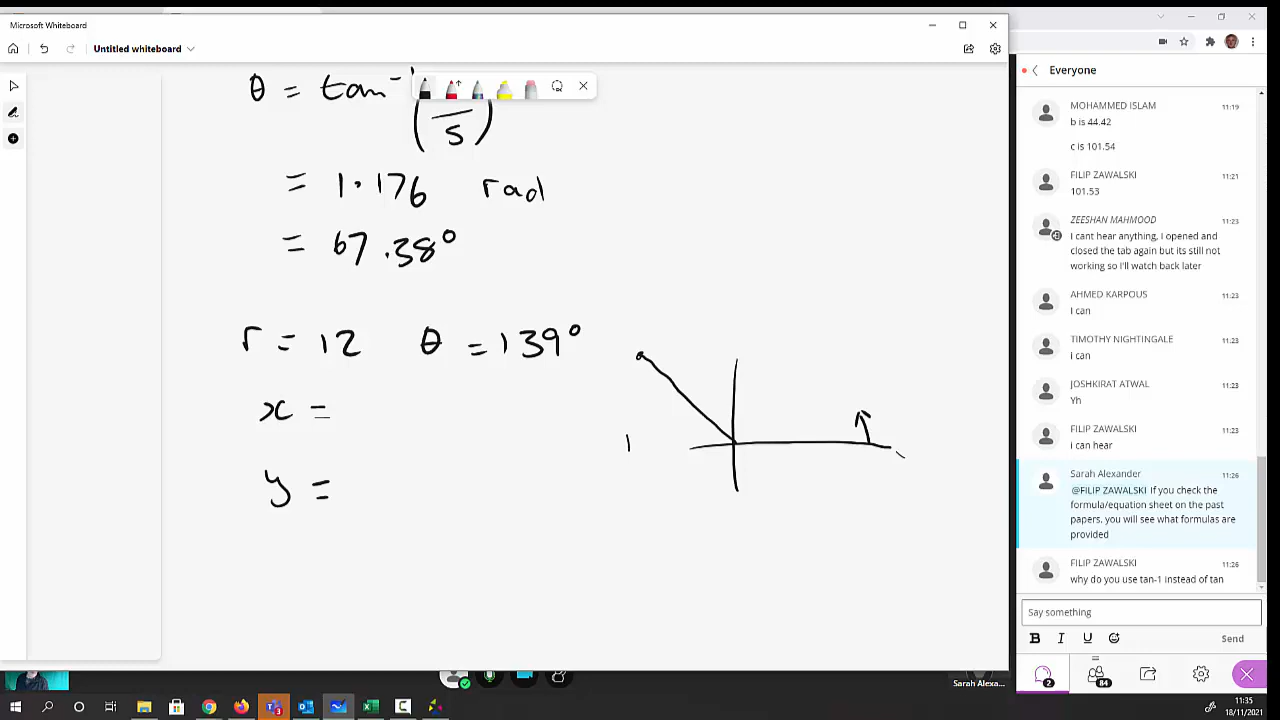 Microsoft Whiteboard
Untitled whiteboard
θ = tan⁻¹
( /5)
= 1.176 rad
= 67.38°
r = 12 θ = 139°
x =
y =
Everyone
MOHAMMED ISLAM 11:19
b is 44.42
c is 101.54
FILIP ZAWALSKI 11:21
101.53
ZEESHAN MAHMOOD 11:23
I cant hear anything, I opened and
closed the tab again but its still not
working so I'll watch back later
AHMED KARPOUS 11:23
I can
TIMOTHY NIGHTINGALE 11:23
i can
JOSHKIRAT ATWAL 11:23
Yh
FILIP ZAWALSKI 11:23
i can hear
Sarah Alexander 11:26
@FILIP ZAWALSKI If you check the
formula/equation sheet on the past
papers. you will see what formulas are
provided
FILIP ZAWALSKI 11:26
why do you use tan-1 instead of tan
Say something
B I U Send
2 14
Sarah Alexa...
11:35
18/11/2021